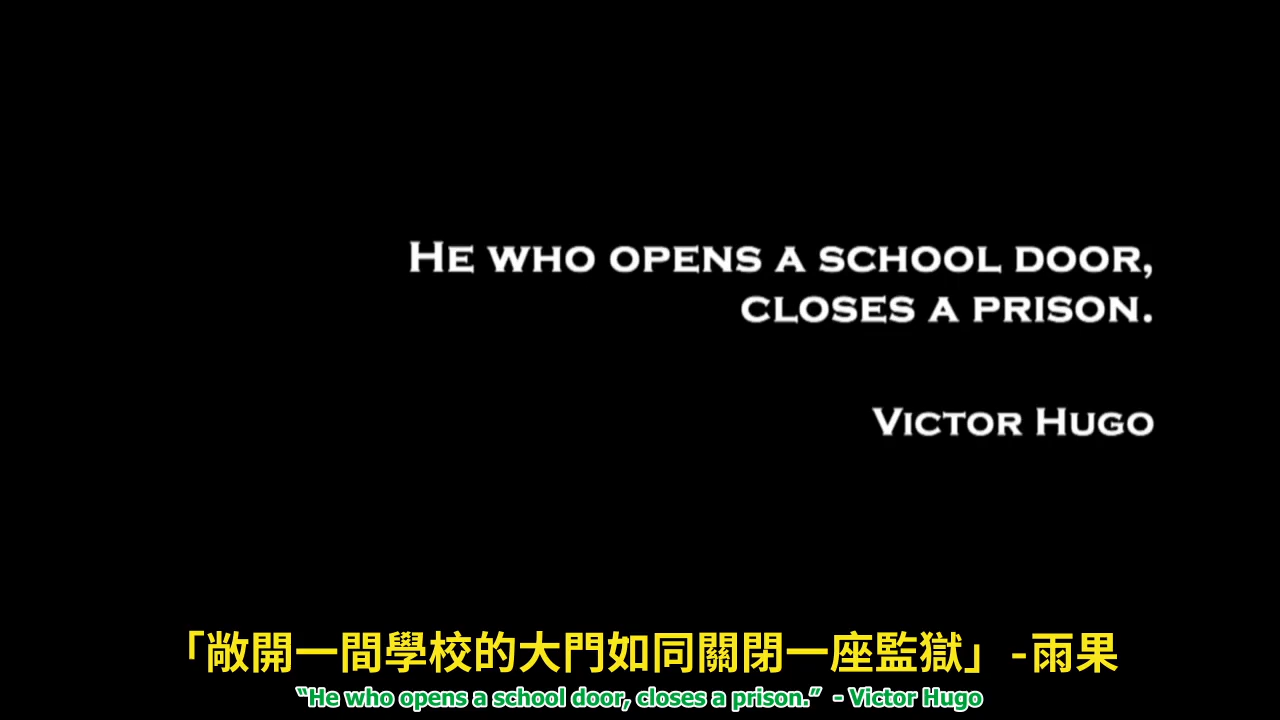 He who opens a school door,
closes a prison.
Victor Hugo
「敞開一間學校的大門如同關閉一座監獄」-雨果
“He who opens a school door, closes a prison.” - Victor Hugo